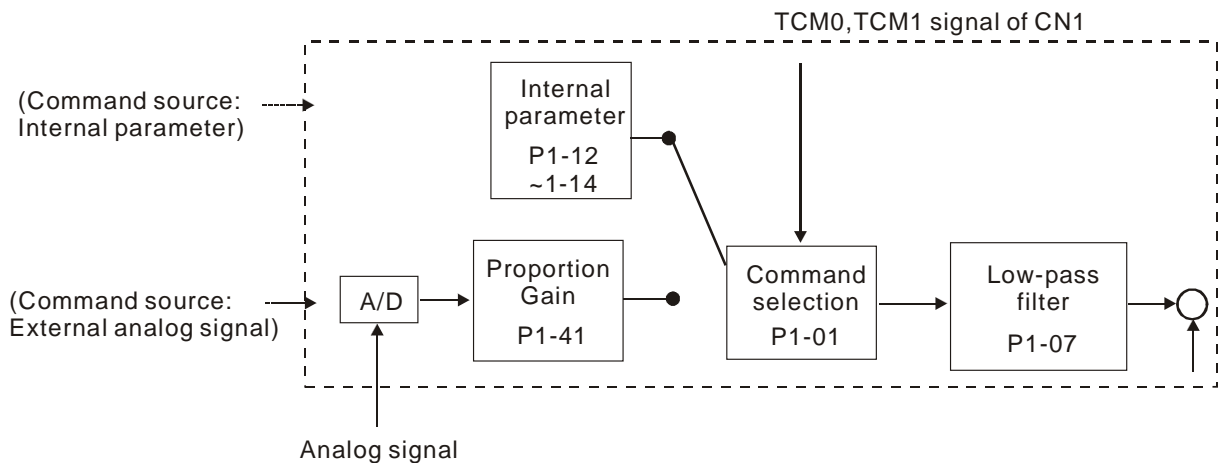 TCM0,TCM1 signal of CN1
(Command source:
Internal parameter)
Internal
parameter
P1-12
~1-14
(Command source:
External analog signal)
A/D
Proportion
Gain
P1-41
Command
selection
P1-01
Low-pass
filter
P1-07
Analog signal